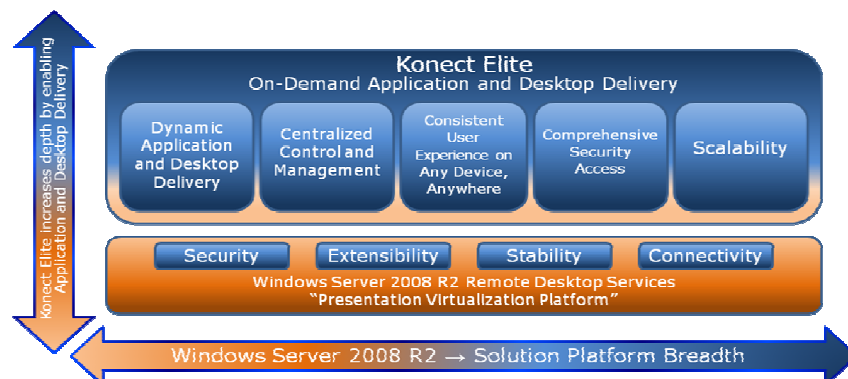 Konect Elite increases depth by enabling
Application and Desktop Delivery
Konect Elite
On-Demand Application and Desktop Delivery
Dynamic
Application
and Desktop
Delivery
Centralized
Control and
Management
Consistent
User
Experience on
Any Device,
Anywhere
Comprehensive
Security
Access
Scalability
Security
Extensibility
Stability
Connectivity
Windows Server 2008 R2 Remote Desktop Services
“Presentation Virtualization Platform”
Windows Server 2008 R2 → Solution Platform Breadth